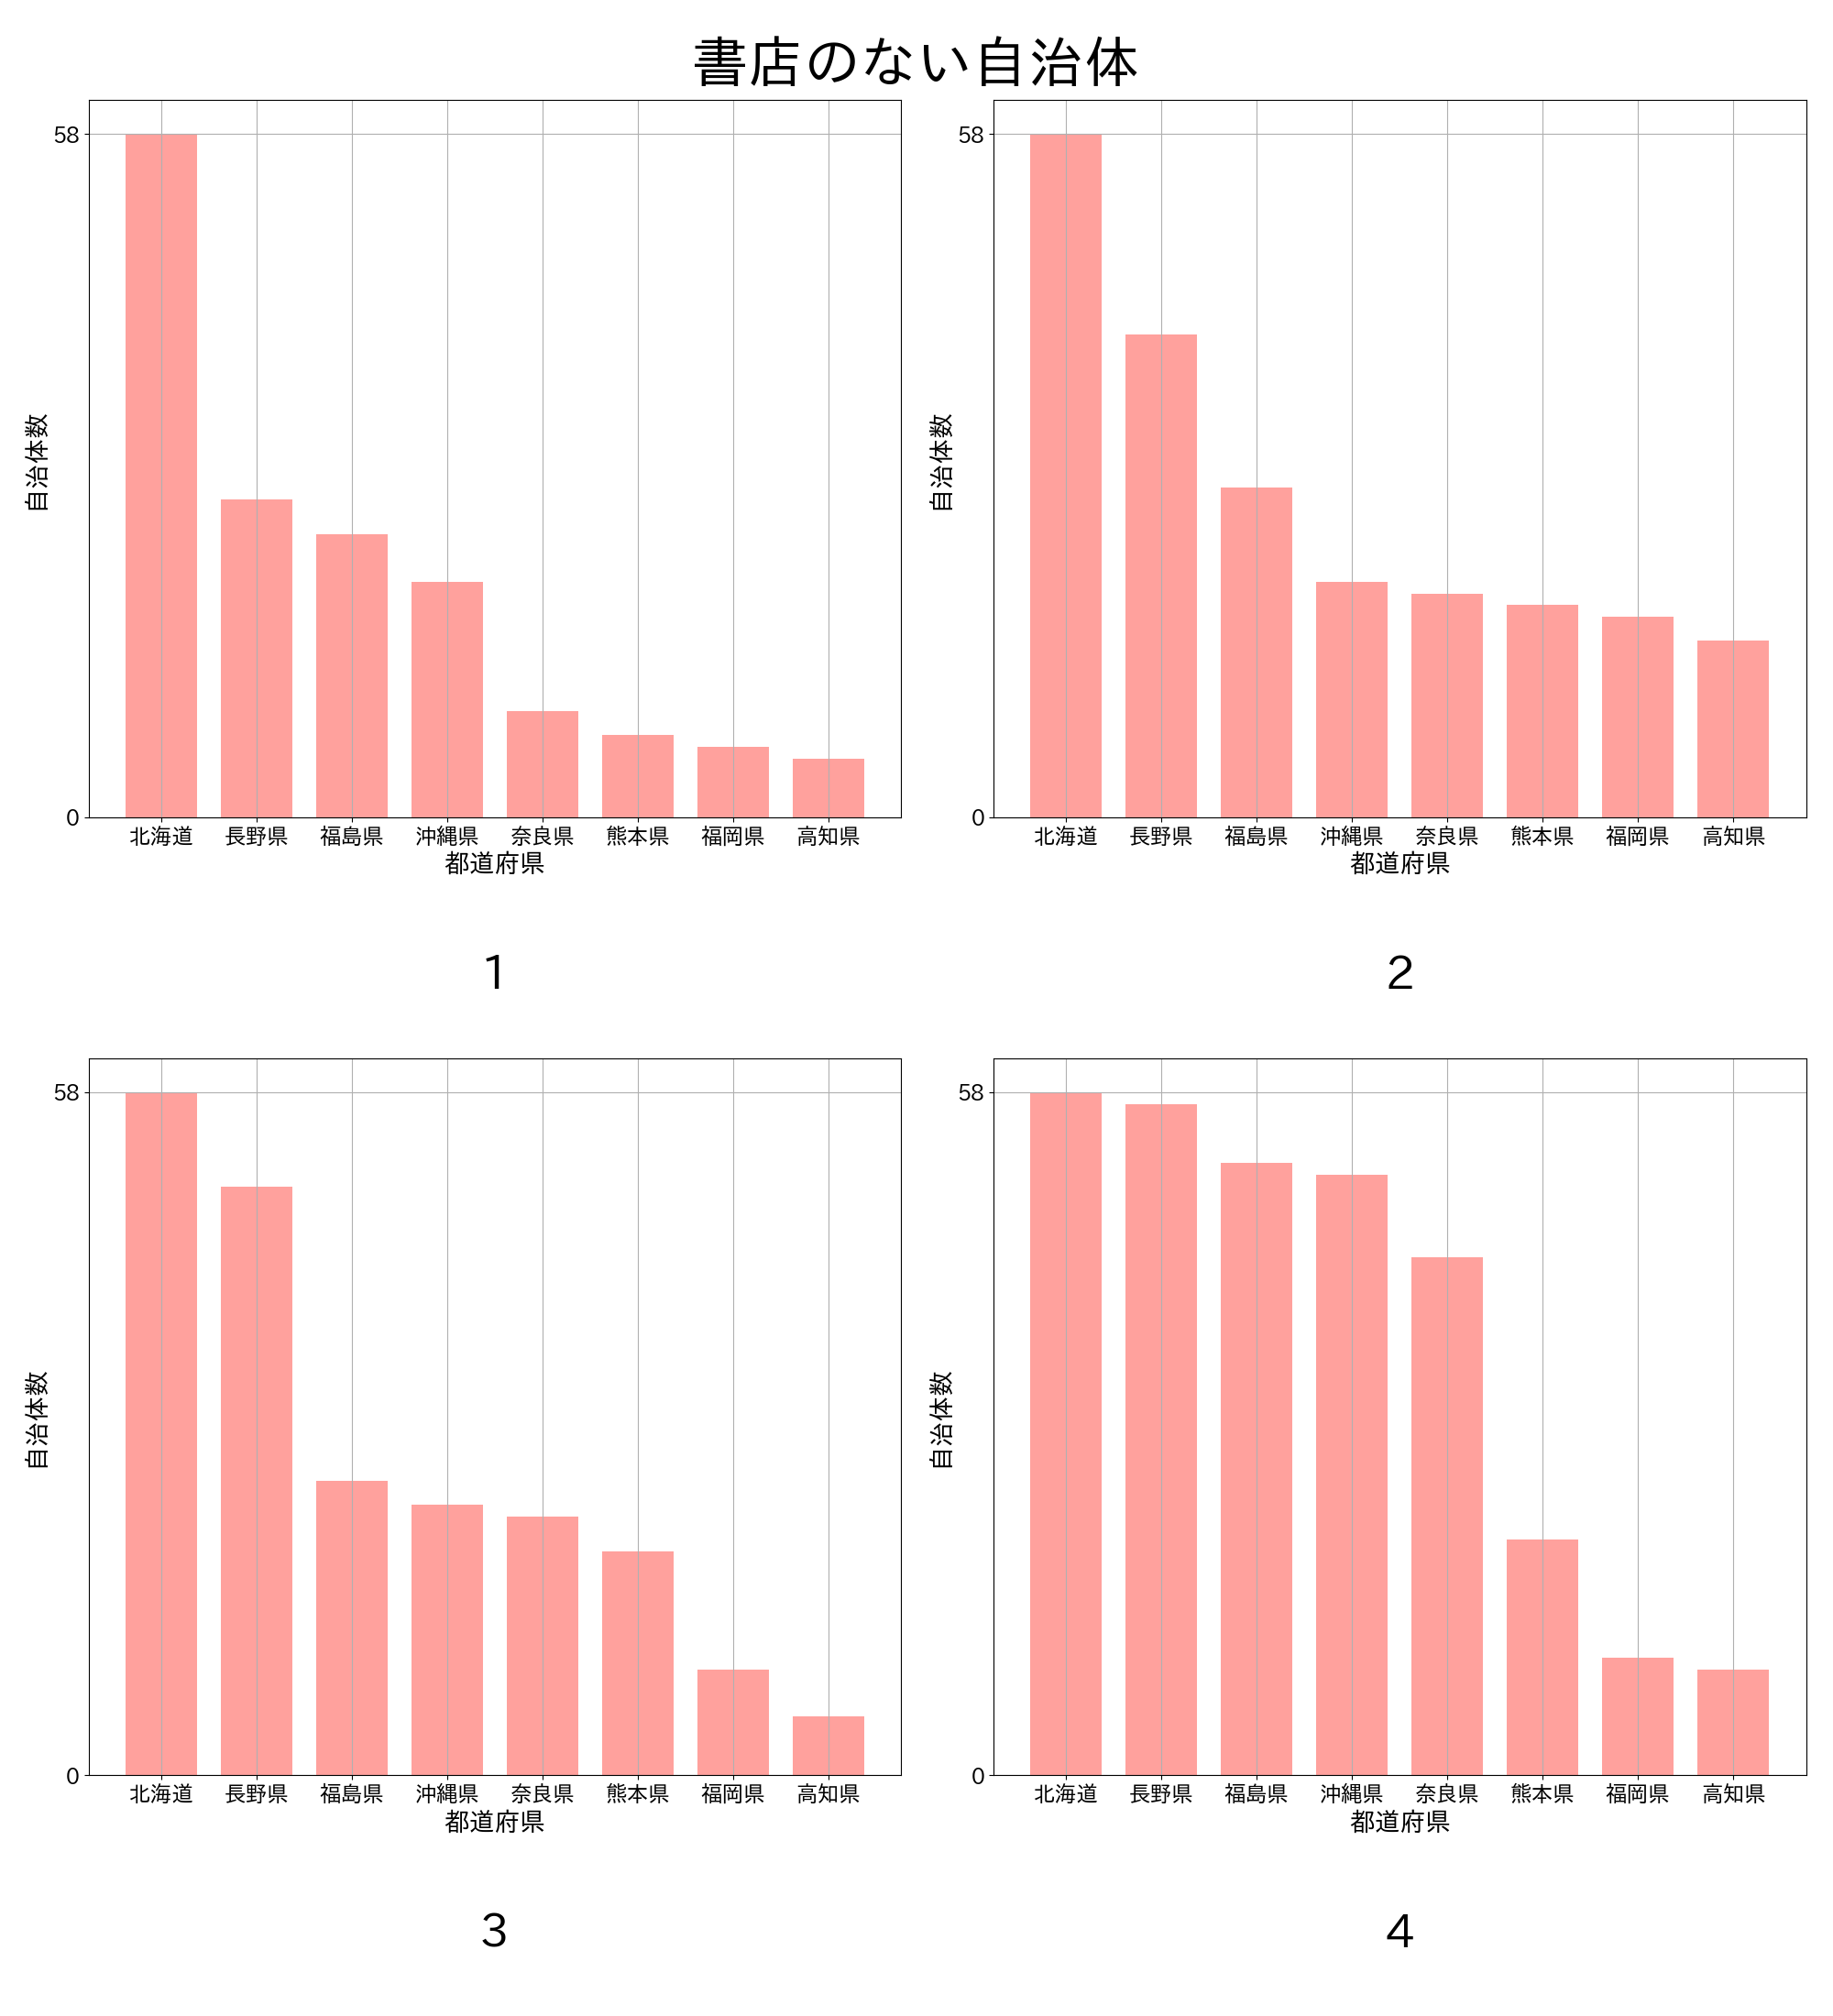 書店のない自治体
58
0
自治体数
北海道 長野県 福島県 沖縄県 奈良県 熊本県 福岡県 高知県
都道府県
1
58
0
自治体数
北海道 長野県 福島県 沖縄県 奈良県 熊本県 福岡県 高知県
都道府県
2
58
0
自治体数
北海道 長野県 福島県 沖縄県 奈良県 熊本県 福岡県 高知県
都道府県
3
58
0
自治体数
北海道 長野県 福島県 沖縄県 奈良県 熊本県 福岡県 高知県
都道府県
4